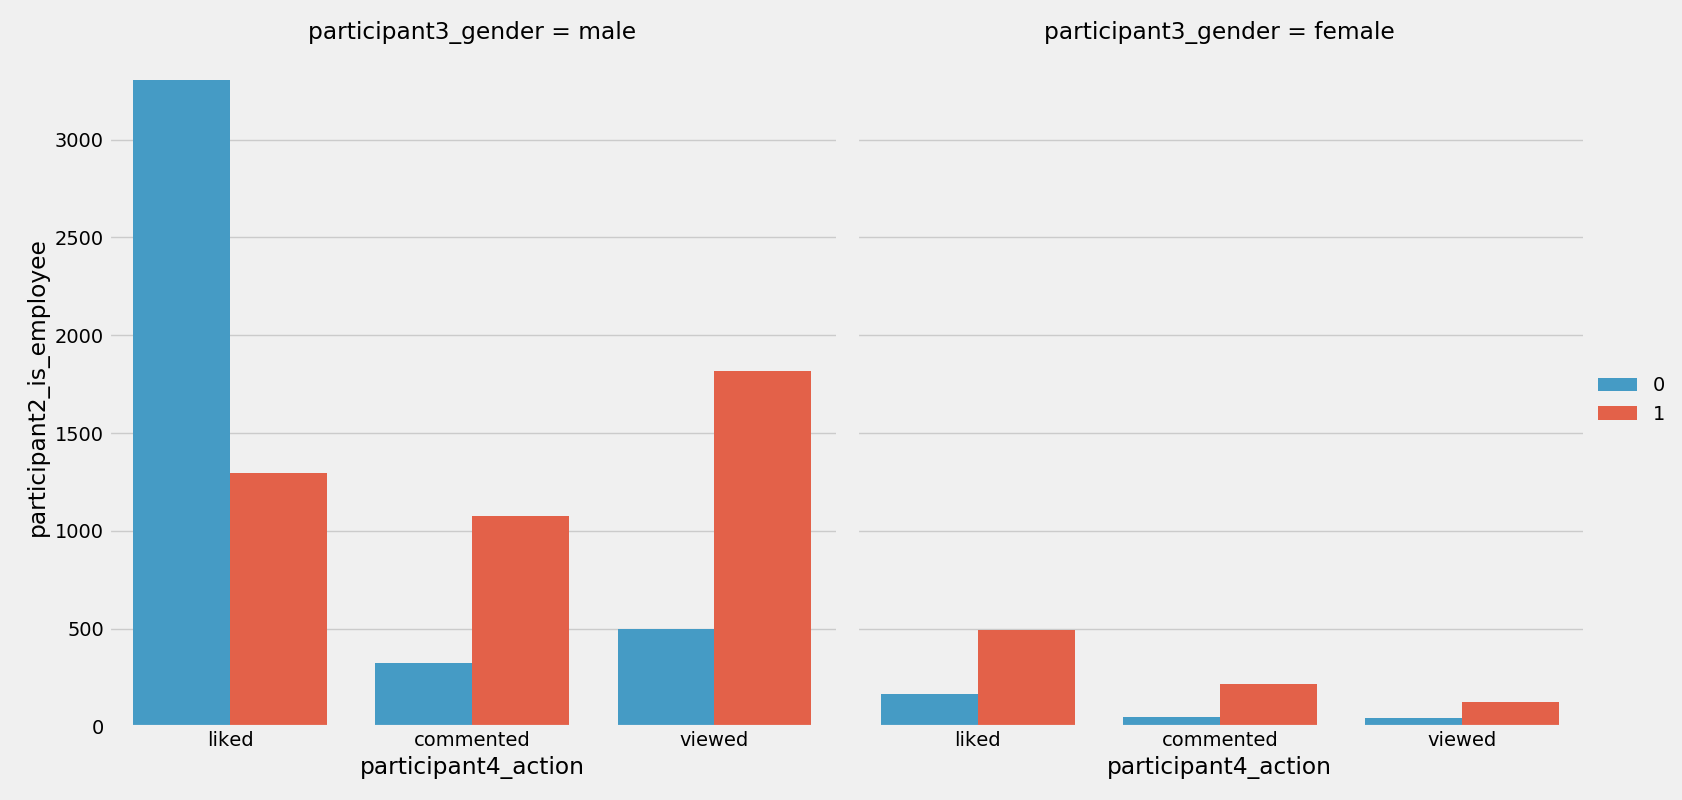 participant3_gender = male
participant3_gender = female
participant2_is_employee
3000
2500
2000
1500
1000
500
0
liked commented viewed
liked commented viewed
participant4_action
participant4_action
0
1